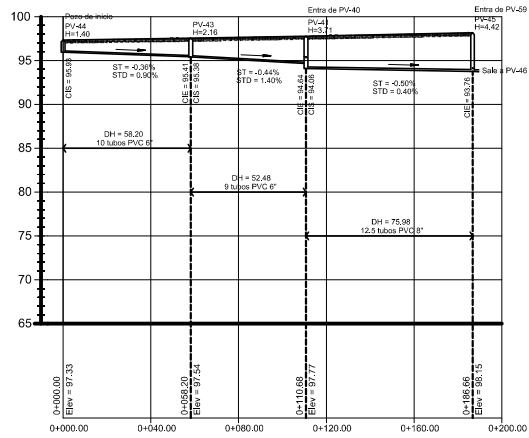 Pozo de inicio
PV-44
H=1.40
PV-43
H=2.16
Entra de PV-40
PV-41
H=3.71
Entra de PV-59
PV-45
H=4.42
100
95
90
85
80
75
70
65
CIS = 95.93
ST = -0.36%
STD = 0.90%
CIE = 95.41
CIS = 95.38
ST = -0.44%
STD = 1.40%
CIE = 94.64
CIS = 94.06
ST = -0.50%
STD = 0.40%
CIE = 93.76
Sale a PV-46
DH = 58.20
10 tubos PVC 6"
DH = 52.48
9 tubos PVC 6"
DH = 75.98
12.5 tubos PVC 8"
0+000.00
Elev = 97.33
0+058.20
Elev = 97.54
0+110.68
Elev = 97.77
0+186.66
Elev = 98.15
0+000.00
0+040.00
0+080.00
0+120.00
0+160.00
0+200.00